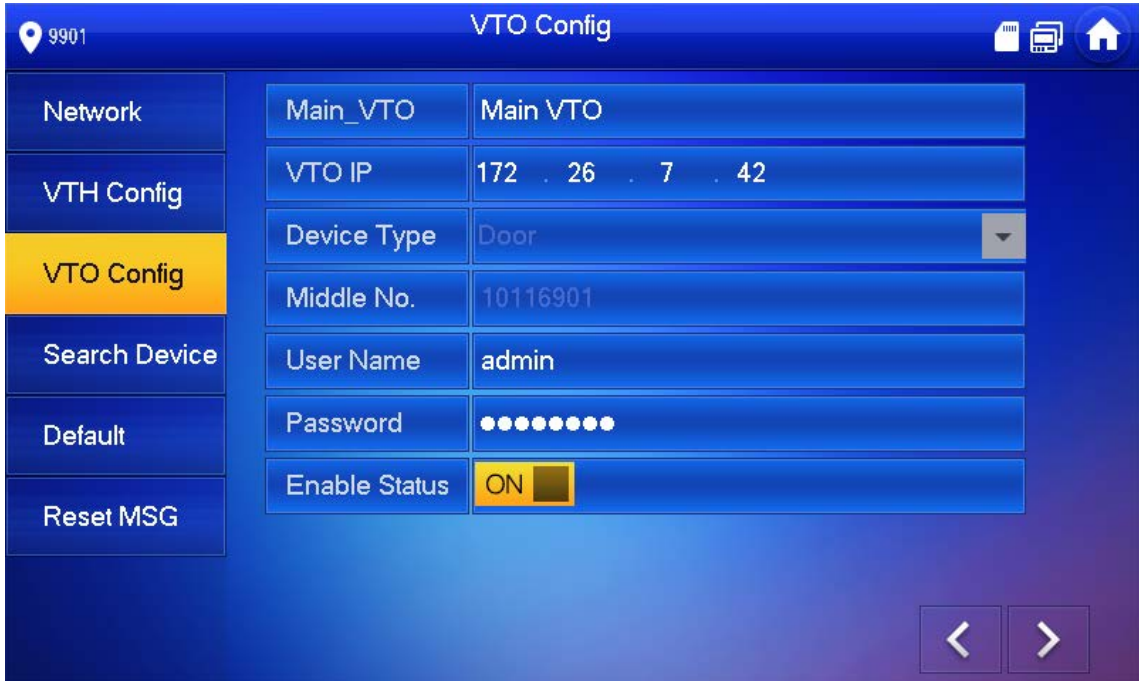 9901
VTO Config
Network
VTH Config
VTO Config
Search Device
Default
Reset MSG
Main_VTO Main VTO
VTO IP 172 . 26 . 7 . 42
Device Type Door
Middle No. 10116901
User Name admin
Password ●●●●●●●●
Enable Status ON